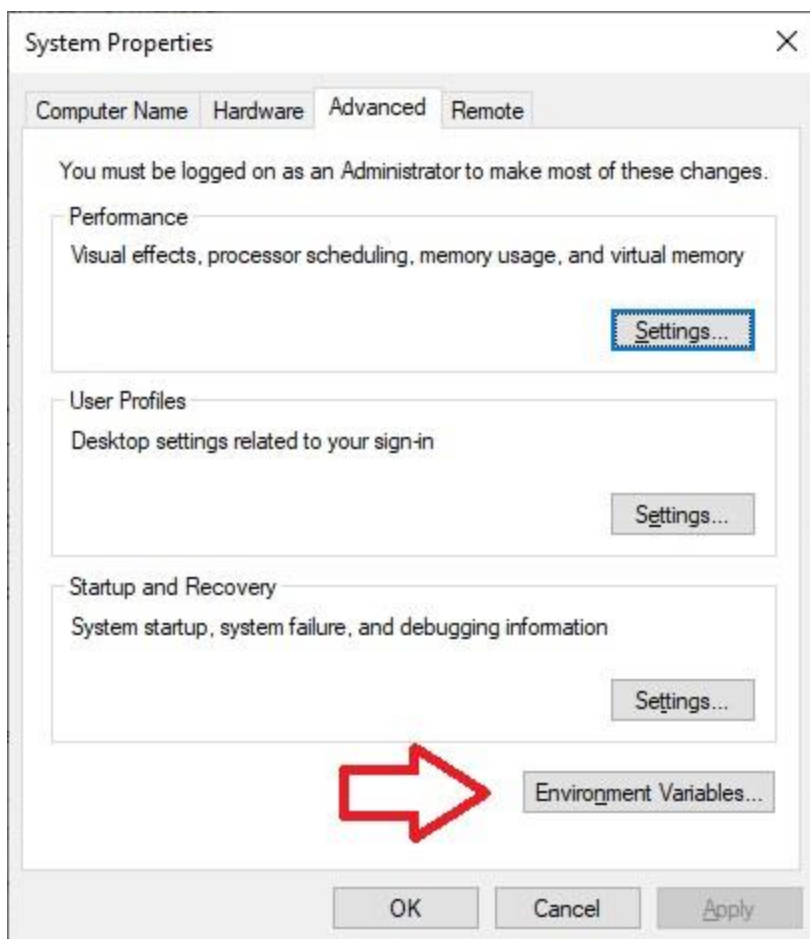 System Properties
Computer Name Hardware Advanced Remote
You must be logged on as an Administrator to make most of these changes.
Performance
Visual effects, processor scheduling, memory usage, and virtual memory
Settings...
User Profiles
Desktop settings related to your sign-in
Settings...
Startup and Recovery
System startup, system failure, and debugging information
Settings...
Environment Variables...
OK Cancel Apply